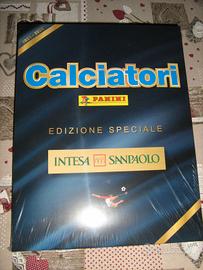 Calciatori
PANINI
EDIZIONE SPECIALE
INTESA SANPAOLO